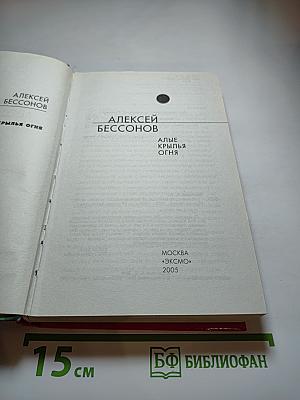 АЛЕКСЕЙ
БЕССОНОВ
КРЫЛЬЯ ОГНЯ
АЛЕКСЕЙ
БЕССОНОВ
АЛЫЕ
КРЫЛЬЯ
ОГНЯ
МОСКВА
«ЭКСМО»
2005
15 см
БФ БИБЛИОФАН